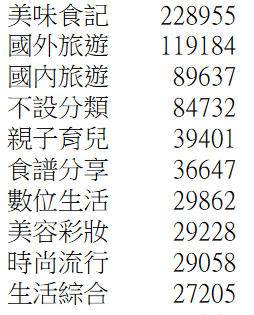 美味食記 228955
國外旅遊 119184
國內旅遊 89637
不設分類 84732
親子育兒 39401
食譜分享 36647
數位生活 29862
美容彩妝 29228
時尚流行 29058
生活綜合 27205